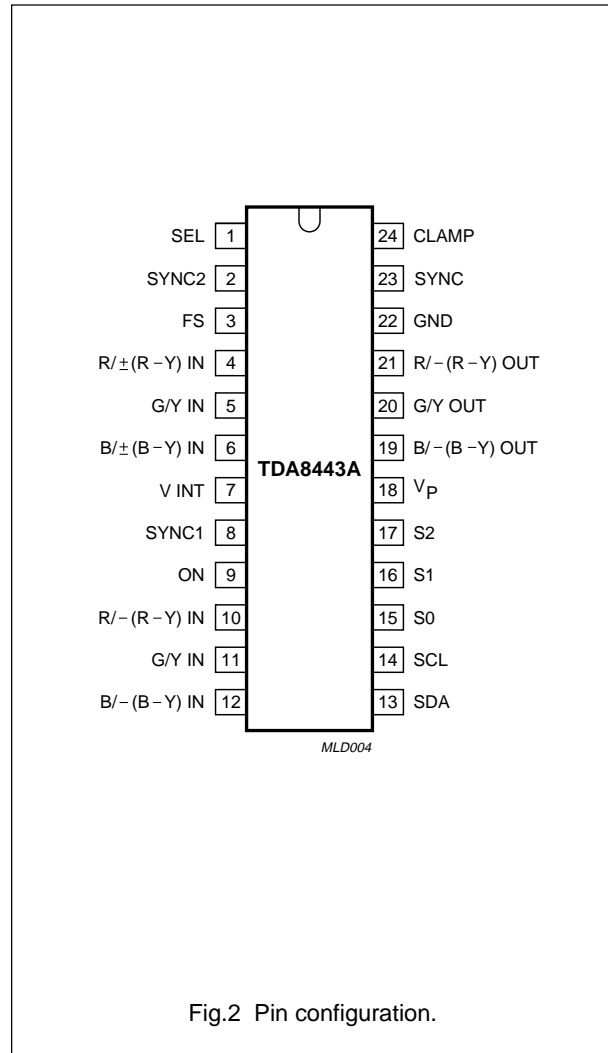 SEL 1
SYNC2 2
FS 3
R/±(R−Y) IN 4
G/Y IN 5
B/±(B−Y) IN 6
V INT 7
SYNC1 8
ON 9
R/−(R−Y) IN 10
G/Y IN 11
B/−(B−Y) IN 12
TDA8443A
24 CLAMP
23 SYNC
22 GND
21 R/−(R−Y) OUT
20 G/Y OUT
19 B/−(B−Y) OUT
18 VP
17 S2
16 S1
15 S0
14 SCL
13 SDA
MLD004
Fig.2 Pin configuration.